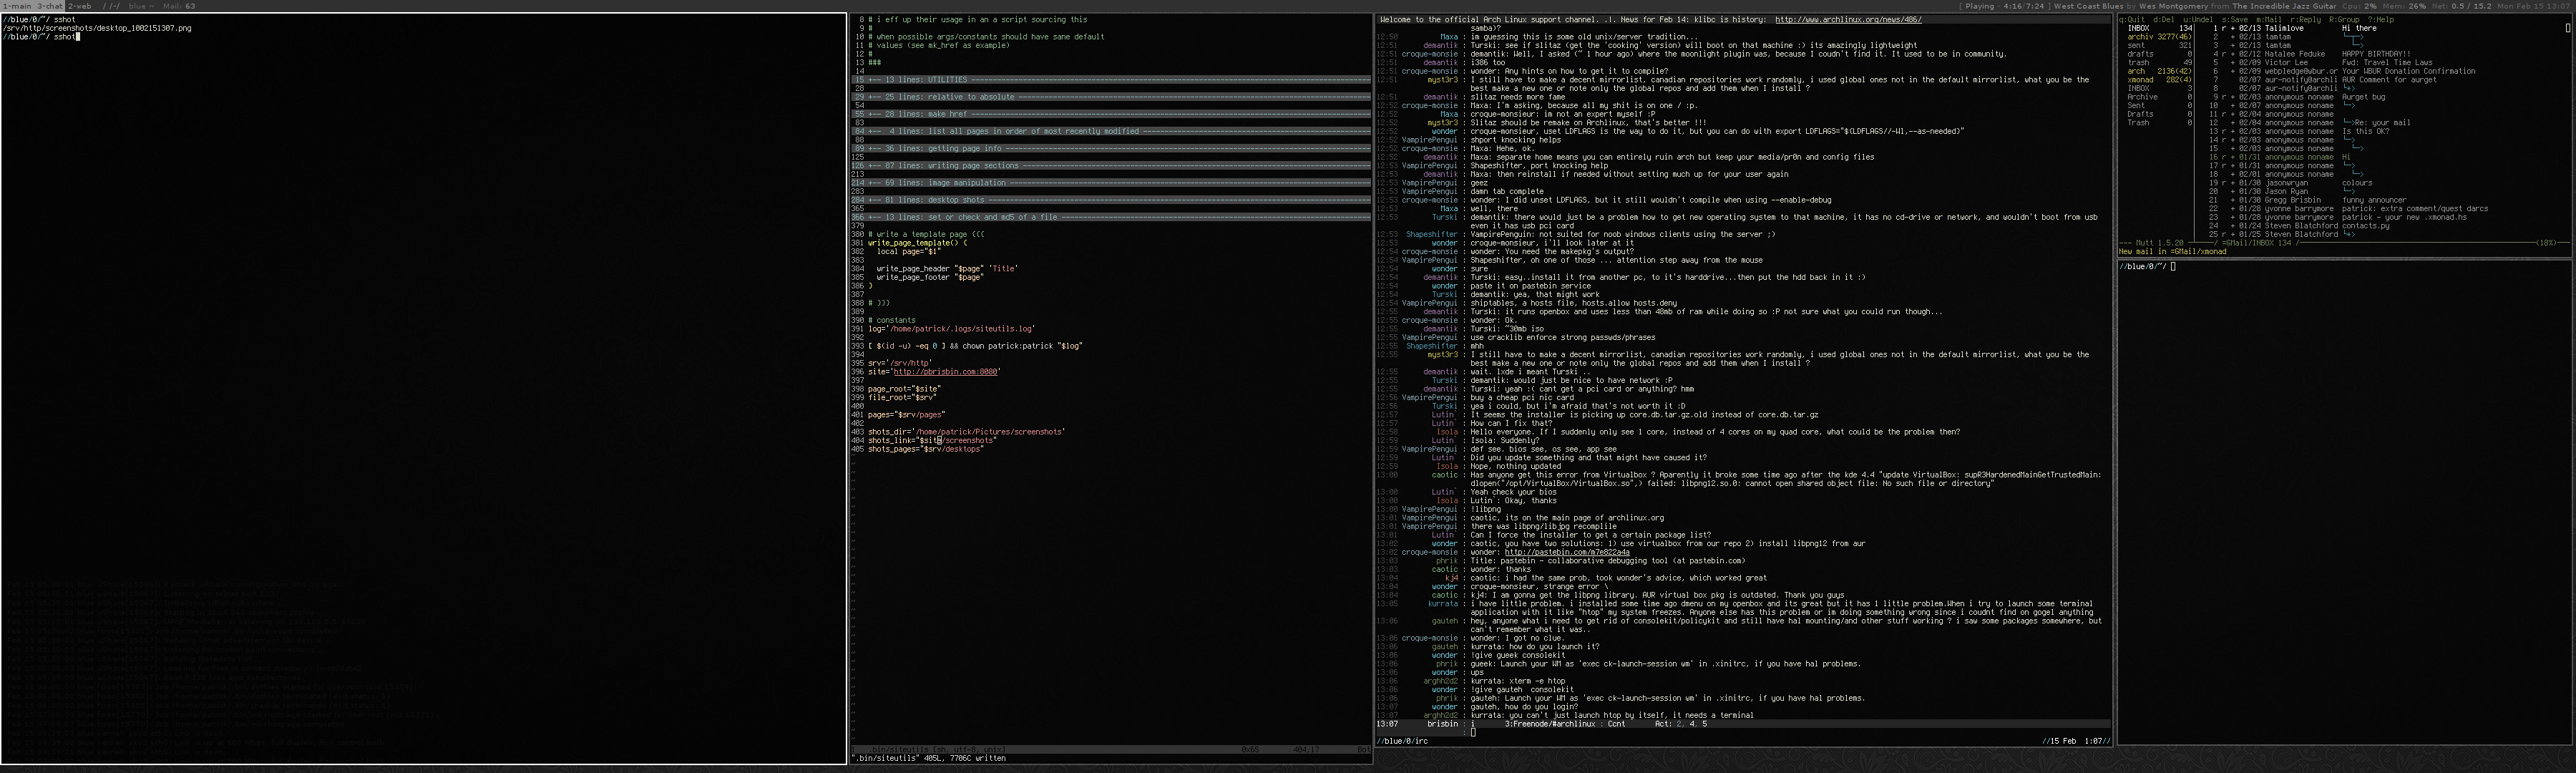 1-main 3-chat 2-web //-/ blue ~ Mail: 63
[ Playing - 4:16/7:24 ] West Coast Blues by Wes Montgomery from The Incredible Jazz Guitar Cpu: 2% Mem: 26% Net: 0.5 / 15.2 Mon Feb 15 13:07
//blue/0/~/ sshot
/srv/http/screenshots/desktop_1002151307.png
//blue/0/~/ sshot
8 # i eff up their usage in an a script sourcing this
9 #
10 # when possible args/constants should have sane default
11 # values (see mk_href as example)
12 #
13 ###
14
15 +-- 13 lines: UTILITIES
28
29 +-- 25 lines: relative to absolute
54
55 +-- 28 lines: make href
83
84 +-- 4 lines: list all pages in order of most recently modified
88
89 +-- 36 lines: getting page info
125
126 +-- 87 lines: writing page sections
213
214 +-- 69 lines: image manipulation
283
284 +-- 81 lines: desktop shots
365
366 +-- 13 lines: set or check and md5 of a file
379
380 # write a template page {{{
381 write_page_template() {
382 local page="$1"
383
384 write_page_header "$page" 'Title'
385 write_page_footer "$page"
386 }
387
388 # }}}
389
390 # constants
391 log='/home/patrick/.logs/siteutils.log'
392
393 [ $(id -u) -eq 0 ] && chown patrick:patrick "$log"
394
395 srv='/srv/http'
396 site='http://pbrisbin.com:8080'
397
398 page_root="$site"
399 file_root="$srv"
400
401 pages="$srv/pages"
402
403 shots_dir='/home/patrick/Pictures/screenshots'
404 shots_link="$site/screenshots"
405 shots_pages="$srv/desktops"
.bin/siteutils [sh, utf-8, unix] 0x65 404,17 Bot
".bin/siteutils" 405L, 7706C written
Welcome to the official Arch Linux support channel. .!. News for Feb 14: klibc is history: http://www.archlinux.org/news/486/
samba)?
12:50 Maxa : im guessing this is some old unix/server tradition...
12:51 demantik : Turski: see if slitaz (get the 'cooking' version) will boot on that machine :) its amazingly lightweight
12:51 croque-monsie : demantik: Well, I asked (~ 1 hour ago) where the moonlight plugin was, because I coudn't find it. It used to be in community.
12:51 demantik : i386 too
12:51 croque-monsie : wonder: Any hints on how to get it to compile?
12:51 myst3r3 : I still have to make a decent mirrorlist, canadian repositories work randomly, i used global ones not in the default mirrorlist, what you be the
best make a new one or note only the global repos and add them when I install ?
12:51 demantik : slitaz needs more fame
12:52 croque-monsie : Maxa: I'm asking, because all my shit is on one / :p.
12:52 Maxa : croque-monsieur: im not an expert myself :P
12:52 myst3r3 : Slitaz should be remake on Archlinux, that's better !!!
12:52 wonder : croque-monsieur, uset LDFLAGS is the way to do it, but you can do with export LDFLAGS="$(LDFLAGS//-Wl,--as-needed)"
12:52 VampirePengui : shport knocking helps
12:52 croque-monsie : Maxa: Hehe, ok.
12:52 demantik : Maxa: separate home means you can entirely ruin arch but keep your media/pr0n and config files
12:53 VampirePengui : Shapeshifter, port knocking help
12:53 demantik : Maxa: then reinstall if needed without setting much up for your user again
12:53 VampirePengui : geez
12:53 VampirePengui : damn tab complete
12:53 croque-monsie : wonder: I did unset LDFLAGS, but it still wouldn't compile when using --enable-debug
12:53 Maxa : well, there
12:53 Turski : demantik: there would just be a problem how to get new operating system to that machine, it has no cd-drive or network, and wouldn't boot from usb
even it has usb pci card
12:53 Shapeshifter : VampirePenguin: not suited for noob windows clients using the server ;)
12:53 wonder : croque-monsieur, i'll look later at it
12:54 croque-monsie : wonder: You need the makepkg's output?
12:54 VampirePengui : Shapeshifter, oh one of those ... attention step away from the mouse
12:54 wonder : sure
12:54 demantik : Turski: easy..install it from another pc, to it's harddrive...then put the hdd back in it :)
12:54 wonder : paste it on pastebin service
12:54 Turski : demantik: yea, that might work
12:54 VampirePengui : shiptables, a hosts file, hosts.allow hosts.deny
12:55 demantik : Turski: it runs openbox and uses less than 48mb of ram while doing so :P not sure what you could run though...
12:55 croque-monsie : wonder: Ok.
12:55 demantik : Turski: ~30mb iso
12:55 VampirePengui : use cracklib enforce strong passwds/phrases
12:55 Shapeshifter : mhh
12:55 myst3r3 : I still have to make a decent mirrorlist, canadian repositories work randomly, i used global ones not in the default mirrorlist, what you be the
best make a new one or note only the global repos and add them when I install ?
12:55 demantik : wait. lxde i meant Turski ..
12:55 Turski : demantik: would just be nice to have network :P
12:55 demantik : Turski: yeah :( cant get a pci card or anything? hmm
12:56 VampirePengui : buy a cheap pci nic card
12:56 Turski : yea i could, but i'm afraid that's not worth it :D
12:57 Lutin` : It seems the installer is picking up core.db.tar.gz.old instead of core.db.tar.gz
12:57 Lutin` : How can I fix that?
12:58 Isola : Hello everyone. If I suddenly only see 1 core, instead of 4 cores on my quad core, what could be the problem then?
12:59 Lutin` : Isola: Suddenly?
12:59 VampirePengui : def see. bios see, os see, app see
12:59 Lutin` : Did you update something and that might have caused it?
12:59 Isola : Nope, nothing updated
13:00 caotic : Has anyone get this error from Virtualbox ? Aparently it broke some time ago after the kde 4.4 "update VirtualBox: supR3HardenedMainGetTrustedMain:
dlopen("/opt/VirtualBox/VirtualBox.so",) failed: libpng12.so.0: cannot open shared object file: No such file or directory"
13:00 Lutin` : Yeah check your bios
13:00 Isola : Lutin`: Okay, thanks
13:00 VampirePengui : !libpng
13:01 VampirePengui : caotic, its on the main page of archlinux.org
13:01 VampirePengui : there was libpng/libjpg recomplile
13:01 Lutin` : Can I force the installer to get a certain package list?
13:02 wonder : caotic, you have two solutions: 1) use virtualbox from our repo 2) install libpng12 from aur
13:02 croque-monsie : wonder: http://pastebin.com/m7e822a4a
13:03 phrik : Title: pastebin - collaborative debugging tool (at pastebin.com)
13:03 caotic : wonder: thanks
13:04 kj4 : caotic: i had the same prob, took wonder's advice, which worked great
13:04 wonder : croque-monsieur, strange error \
13:04 caotic : kj4: I am gonna get the libpng library. AUR virtual box pkg is outdated. Thank you guys
13:05 kurrata : i have little problem. i installed some time ago dmenu on my openbox and its great but it has 1 little problem.When i try to launch some terminal
application with it like "htop" my system freezes. Anyone else has this problem or im doing something wrong since i coudnt find on gogel anything
13:06 gauteh : hey, anyone what i need to get rid of consolekit/policykit and still have hal mounting/and other stuff working ? i saw some packages somewhere, but
can't remember what it was..
13:06 croque-monsie : wonder: I got no clue.
13:06 gauteh : kurrata: how do you launch it?
13:06 wonder : !give gueek consolekit
13:06 phrik : gueek: Launch your WM as 'exec ck-launch-session wm' in .xinitrc, if you have hal problems.
13:06 wonder : ups
13:06 arghh2d2 : kurrata: xterm -e htop
13:06 wonder : !give gauteh consolekit
13:06 phrik : gauteh: Launch your WM as 'exec ck-launch-session wm' in .xinitrc, if you have hal problems.
13:07 wonder : gauteh, how do you login?
13:07 arghh2d2 : kurrata: you can't just launch htop by itself, it needs a terminal
13:07 brisbin : i 3:Freenode/#archlinux : Ccnt Act: 2, 4, 5
:
//blue/0/irc //15 Feb 1:07//
q:Quit d:Del u:Undel s:Save m:Mail r:Reply R:Group ?:Help
INBOX 134 1 r + 02/13 Talimlove Hi there
archiv 3277(46) 2 + 02/13 tamtam
sent 321 3 + 02/13 tamtam
drafts 0 4 r + 02/12 Natalee Feduke HAPPY BIRTHDAY!!
trash 49 5 + 02/09 Victor Lee Fwd: Travel Time Laws
arch 2136(42) 6 + 02/09 webpledge@wbur.or Your WBUR Donation Confirmation
xmonad 282(4) 7 02/07 aur-notify@archli AUR Comment for aurget
INBOX 3 8 02/07 aur-notify@archli
Archive 0 9 r + 02/03 anonymous noname Aurget bug
Sent 0 10 + 02/03 anonymous noname
Drafts 0 11 r + 02/04 anonymous noname
Trash 0 12 + 02/04 anonymous noname Re: your mail
13 r + 02/03 anonymous noname Is this OK?
14 r + 02/03 anonymous noname
15 + 02/03 anonymous noname
16 r + 01/31 anonymous noname Hi
17 r + 01/31 anonymous noname
18 + 02/01 anonymous noname
19 r + 01/30 jasonwryan colours
20 + 01/30 Jason Ryan
21 + 01/30 Gregg Brisbin funny announcer
22 + 01/28 yvonne barrymore patrick: extra comment/quest darcs
23 + 01/28 yvonne barrymore patrick - your new .xmonad.hs
24 + 01/24 Steven Blatchford contacts.py
25 r + 01/25 Steven Blatchford
--- Mutt 1.5.20 ---/ =GMail/INBOX 134 /---(18%)---
New mail in =GMail/xmonad
//blue/0/~/